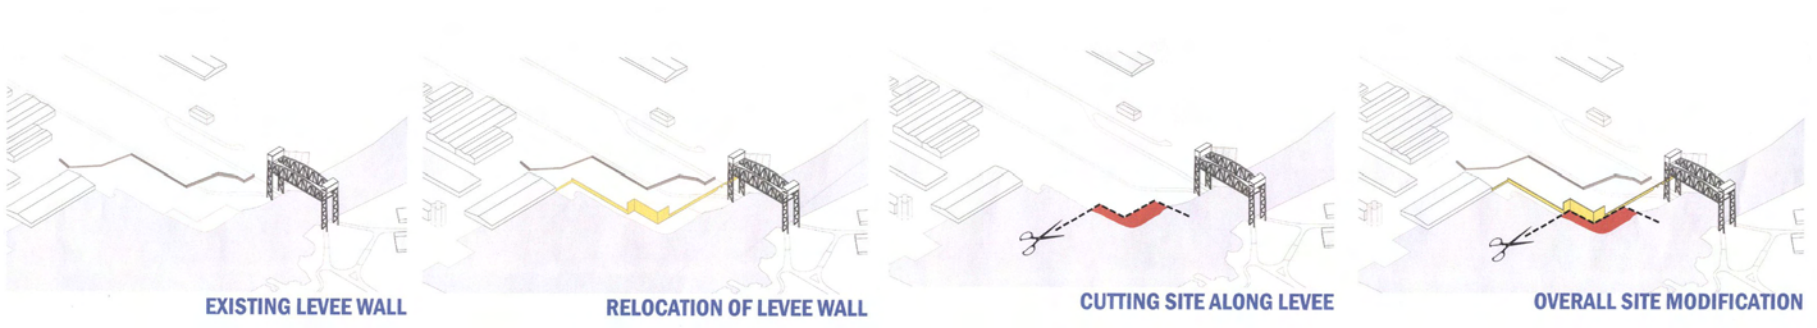 EXISTING LEVEE WALL
RELOCATION OF LEVEE WALL
CUTTING SITE ALONG LEVEE
OVERALL SITE MODIFICATION